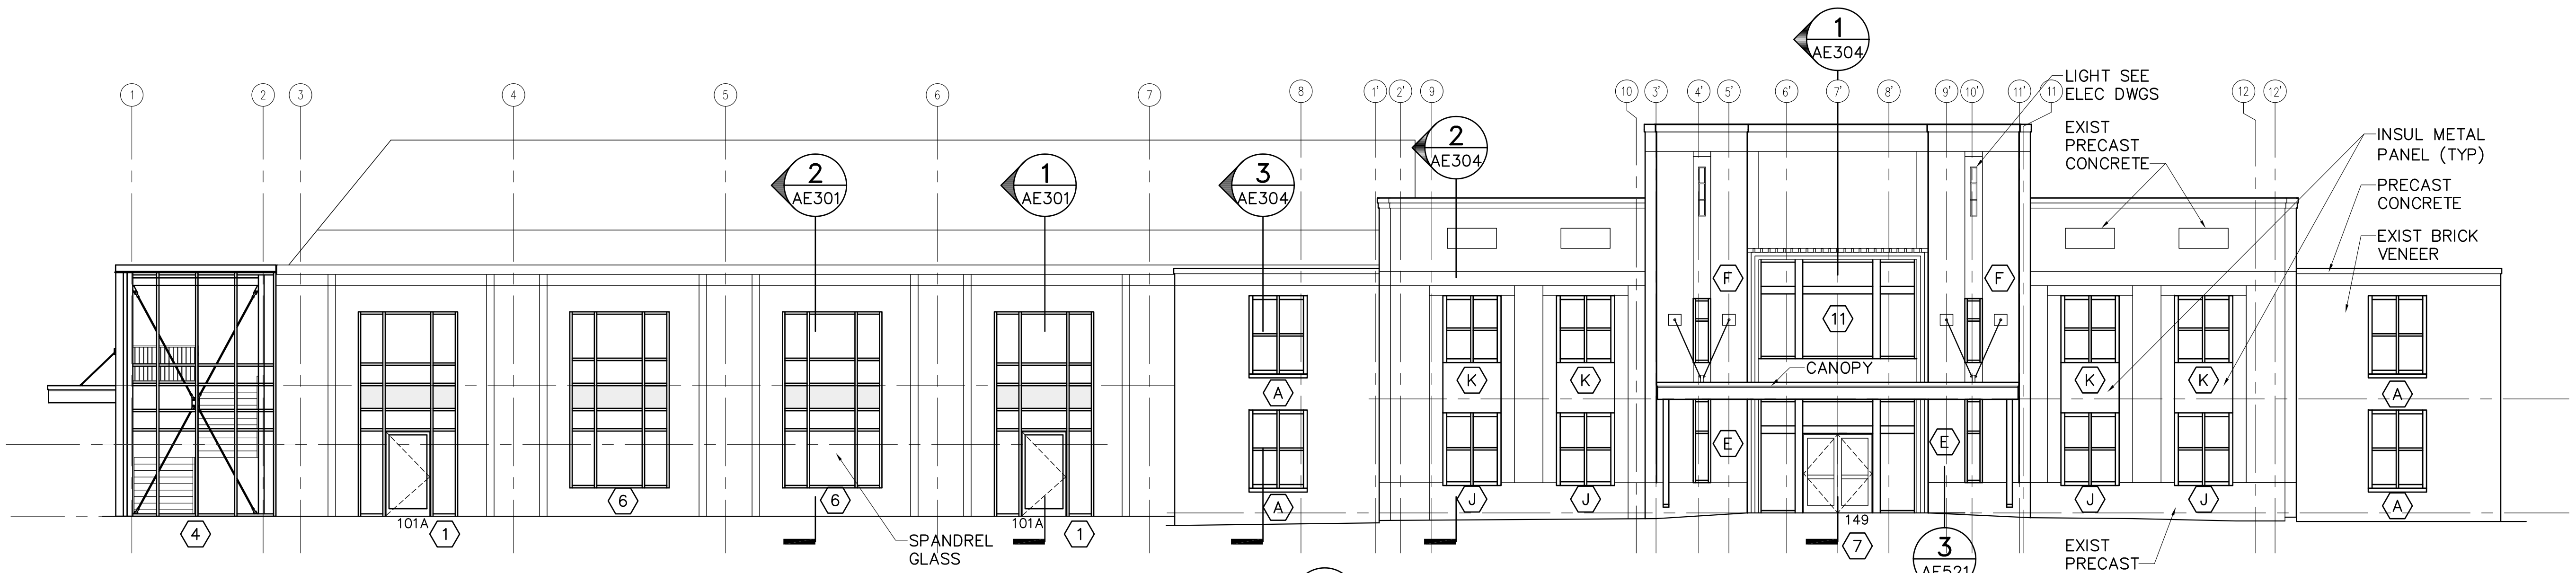 1
AE304
LIGHT SEE
ELEC DWGS
1
2
3
4
5
6
7
8
1'
2'
9
10
3'
4'
5'
6'
7'
8'
9'
10'
11'
11
12
12'
EXIST
PRECAST
CONCRETE
INSUL METAL
PANEL (TYP)
2
AE304
2
AE301
1
AE301
3
AE304
PRECAST
CONCRETE
EXIST BRICK
VENEER
F
F
11
CANOPY
A
K
K
K
K
A
E
E
6
6
A
J
J
J
J
A
101A
101A
149
4
1
1
7
SPANDREL
GLASS
3
AE521
EXIST
PRECAST